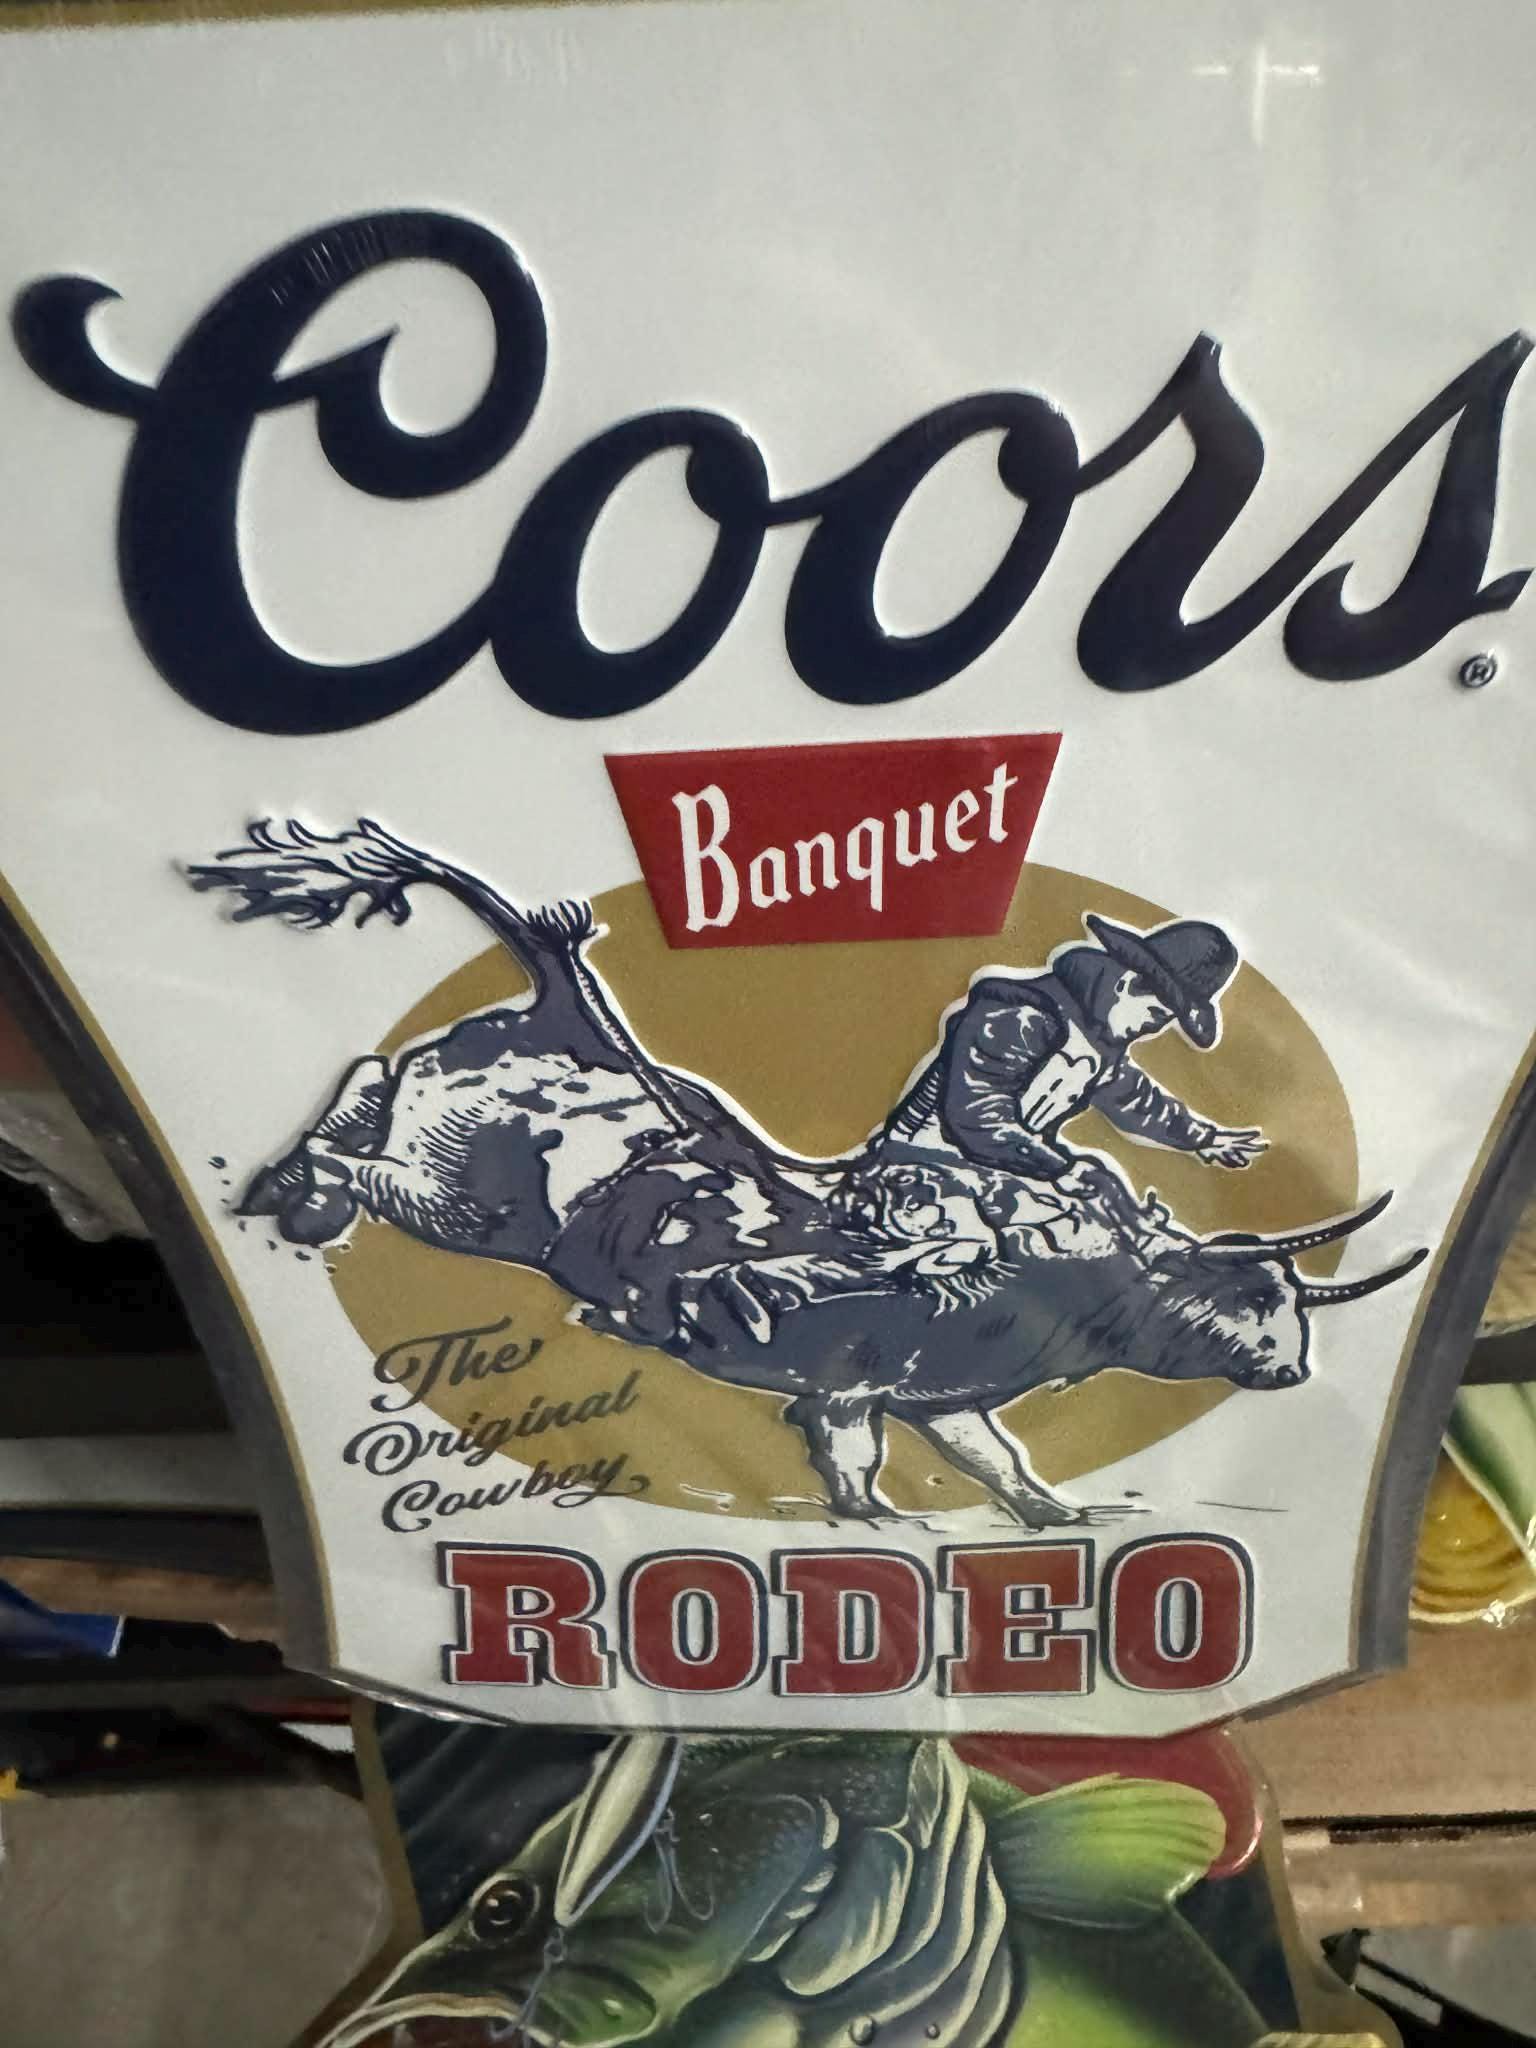 Coors®
Banquet
The
Original
Cowboy
RODEO